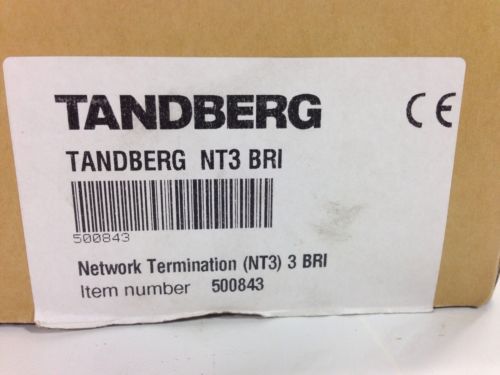 TANDBERG CE
TANDBERG NT3 BRI
500843
Network Termination (NT3) 3 BRI
Item number 500843